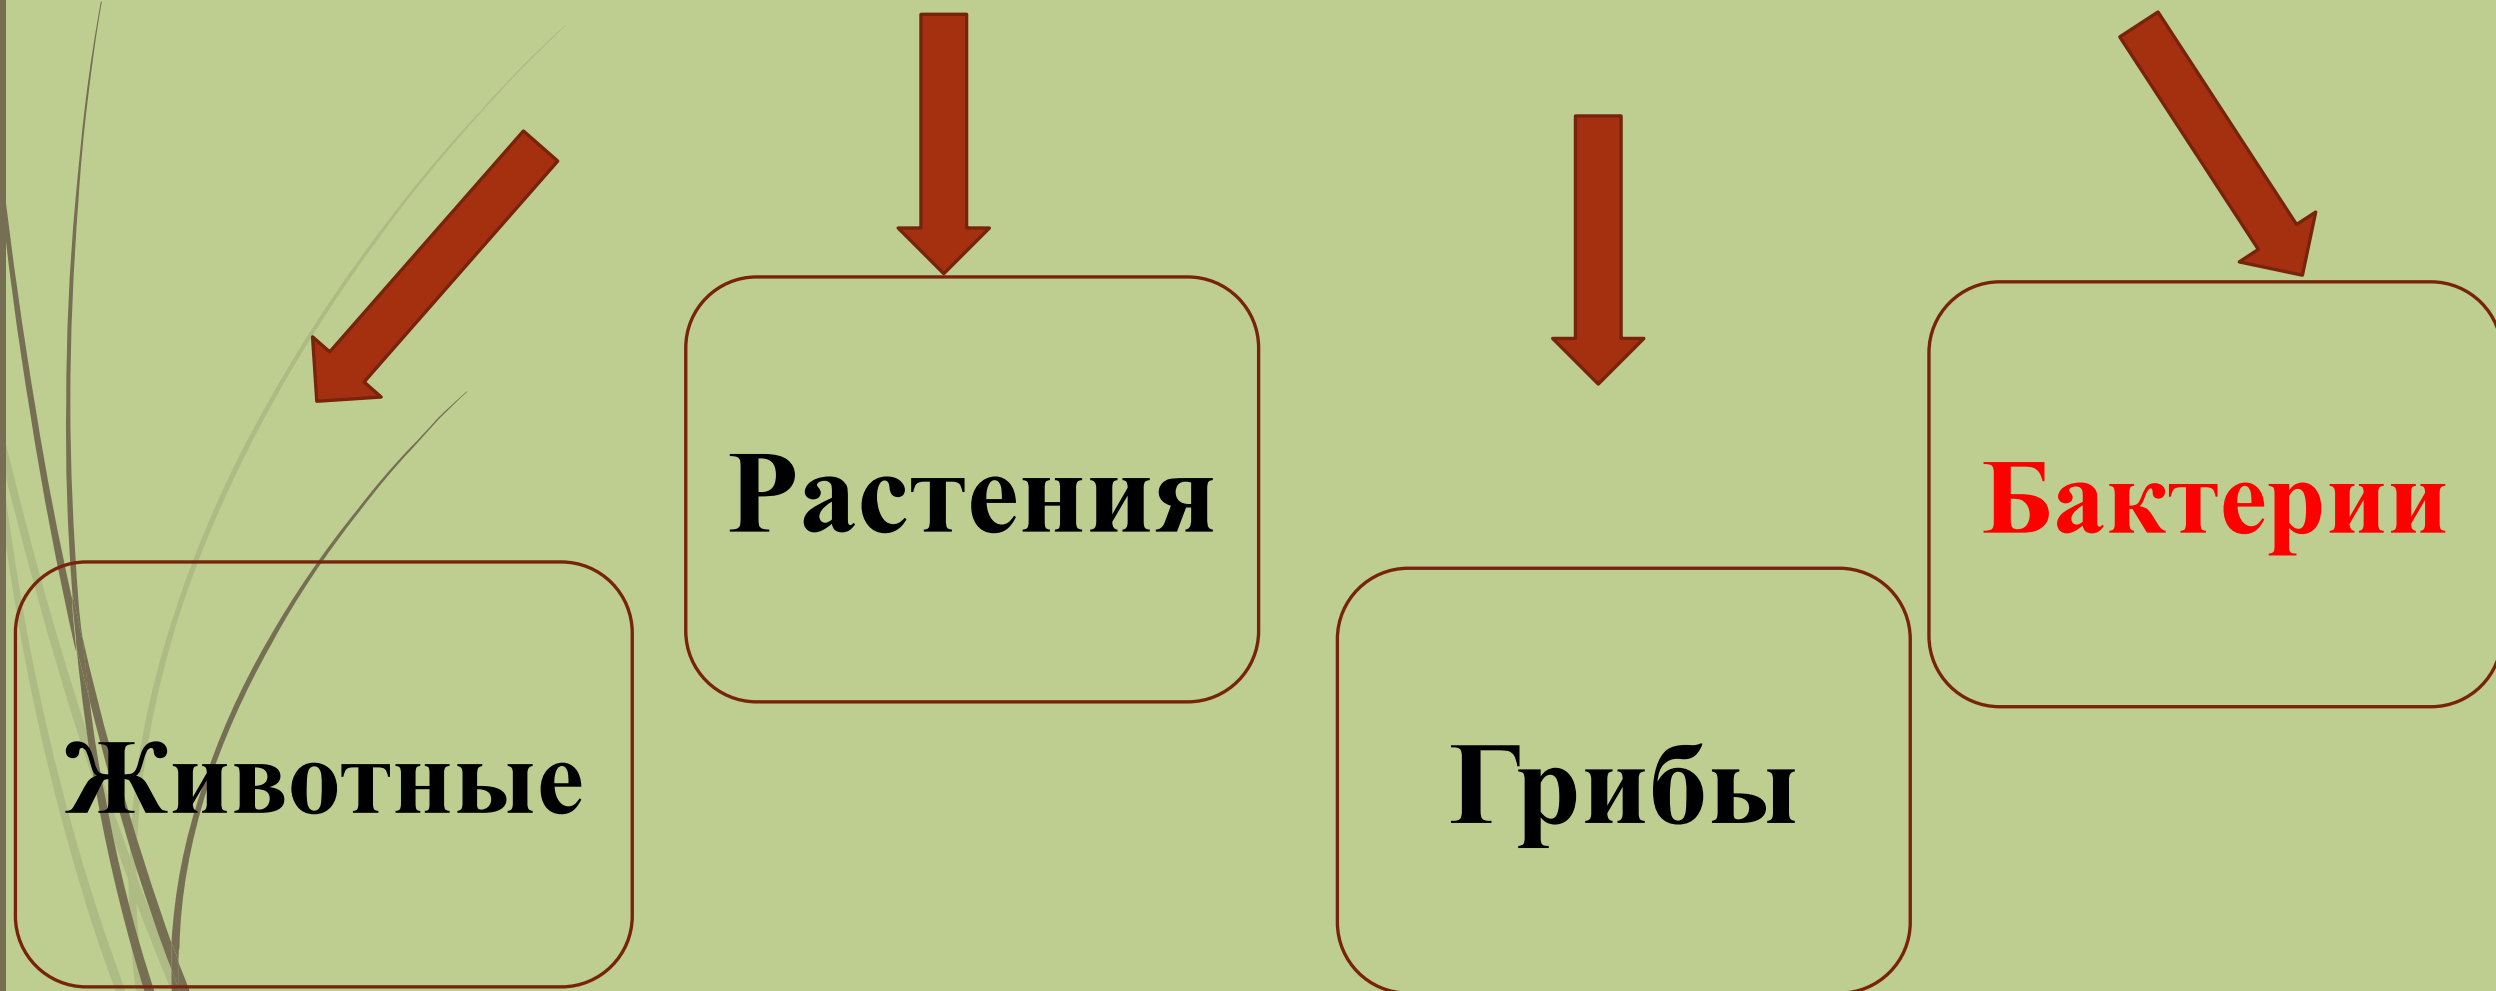 Животные
Растения
Грибы
Бактерии